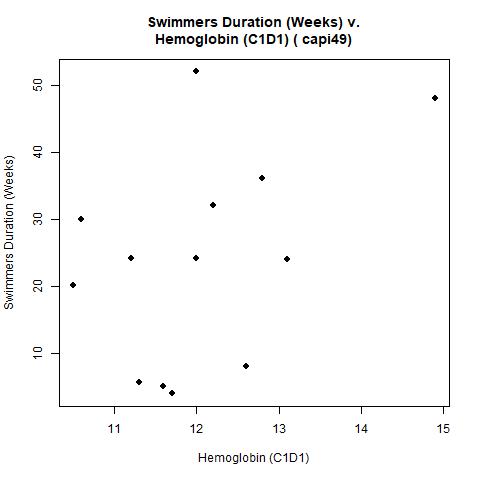 Swimmers Duration (Weeks) v.
Hemoglobin (C1D1) ( capi49)
Swimmers Duration (Weeks)
50
40
30
20
10
11 12 13 14 15
Hemoglobin (C1D1)